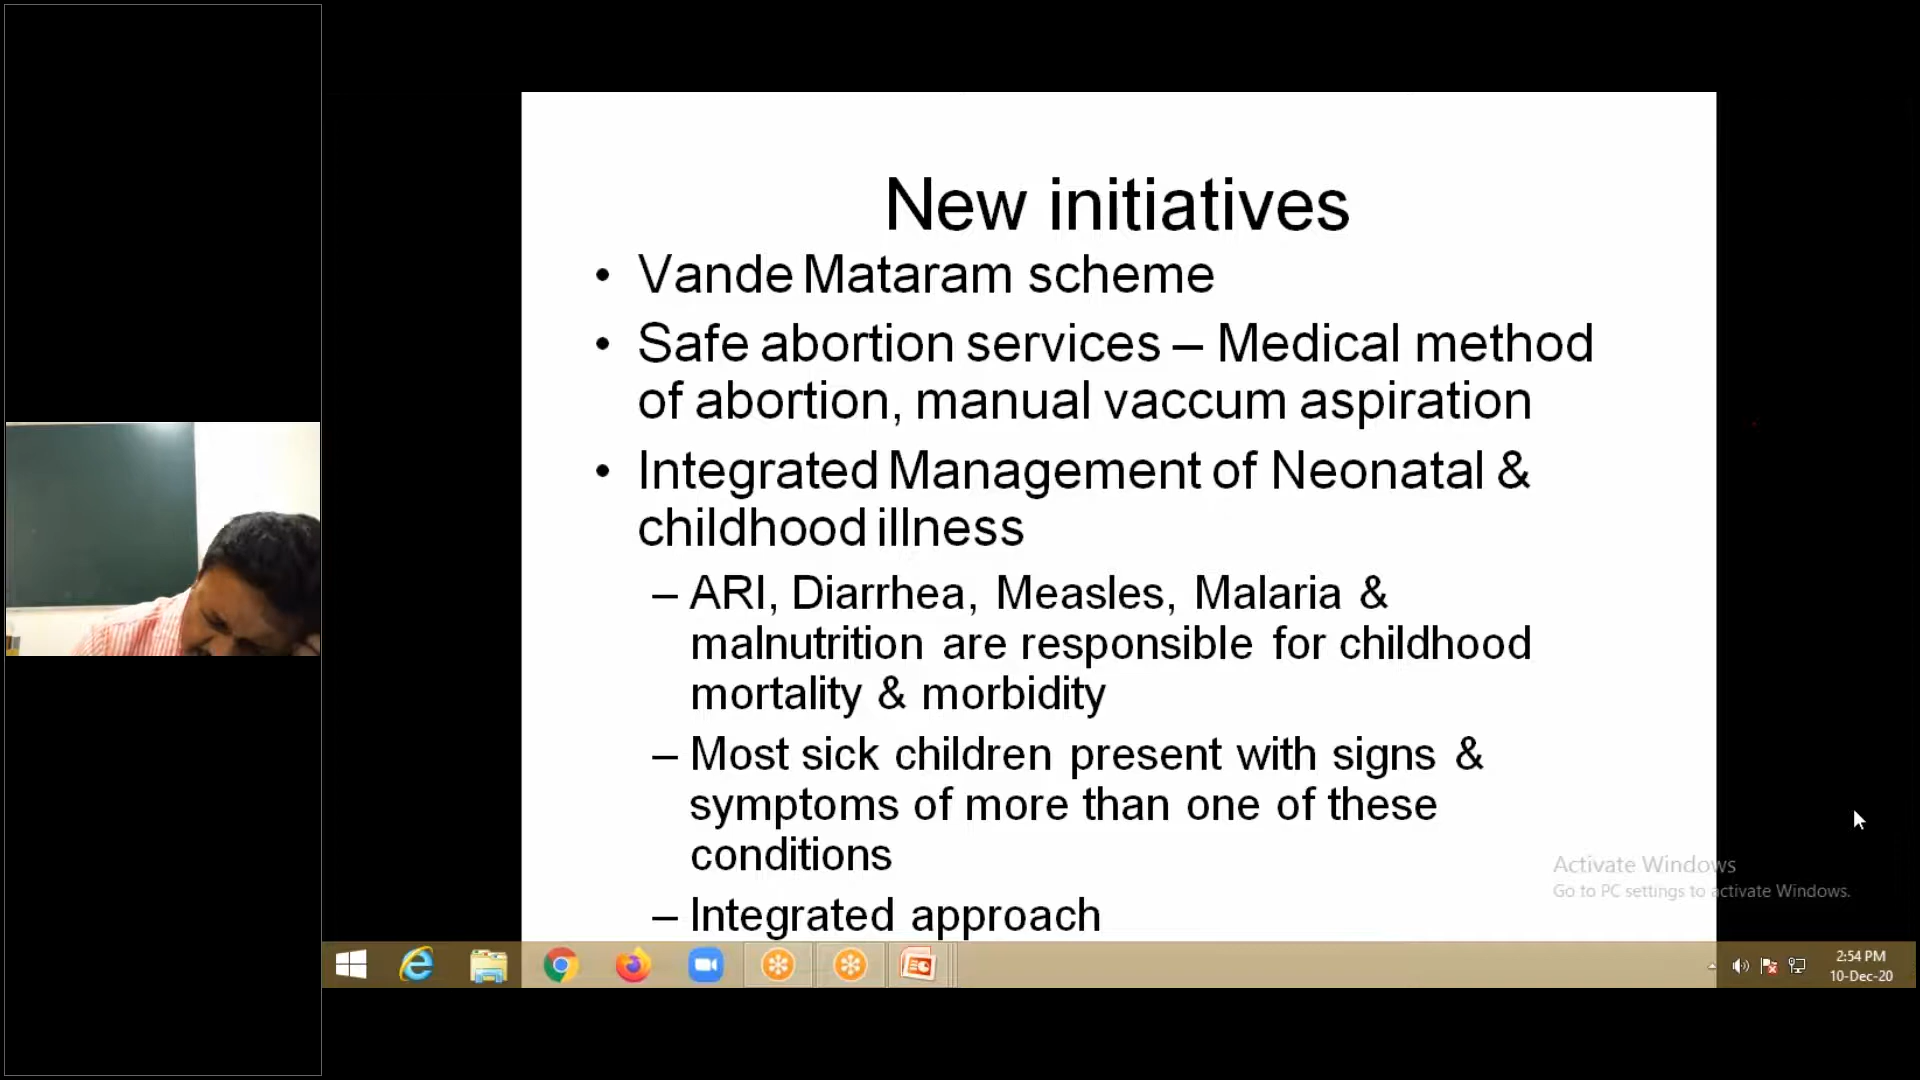 New initiatives
• Vande Mataram scheme
• Safe abortion services – Medical method
of abortion, manual vaccum aspiration
• Integrated Management of Neonatal &
childhood illness
– ARI, Diarrhea, Measles, Malaria &
malnutrition are responsible for childhood
mortality & morbidity
– Most sick children present with signs &
symptoms of more than one of these
conditions
– Integrated approach
Activate Windows
Go to PC settings to activate Windows.
2:54 PM
10-Dec-20